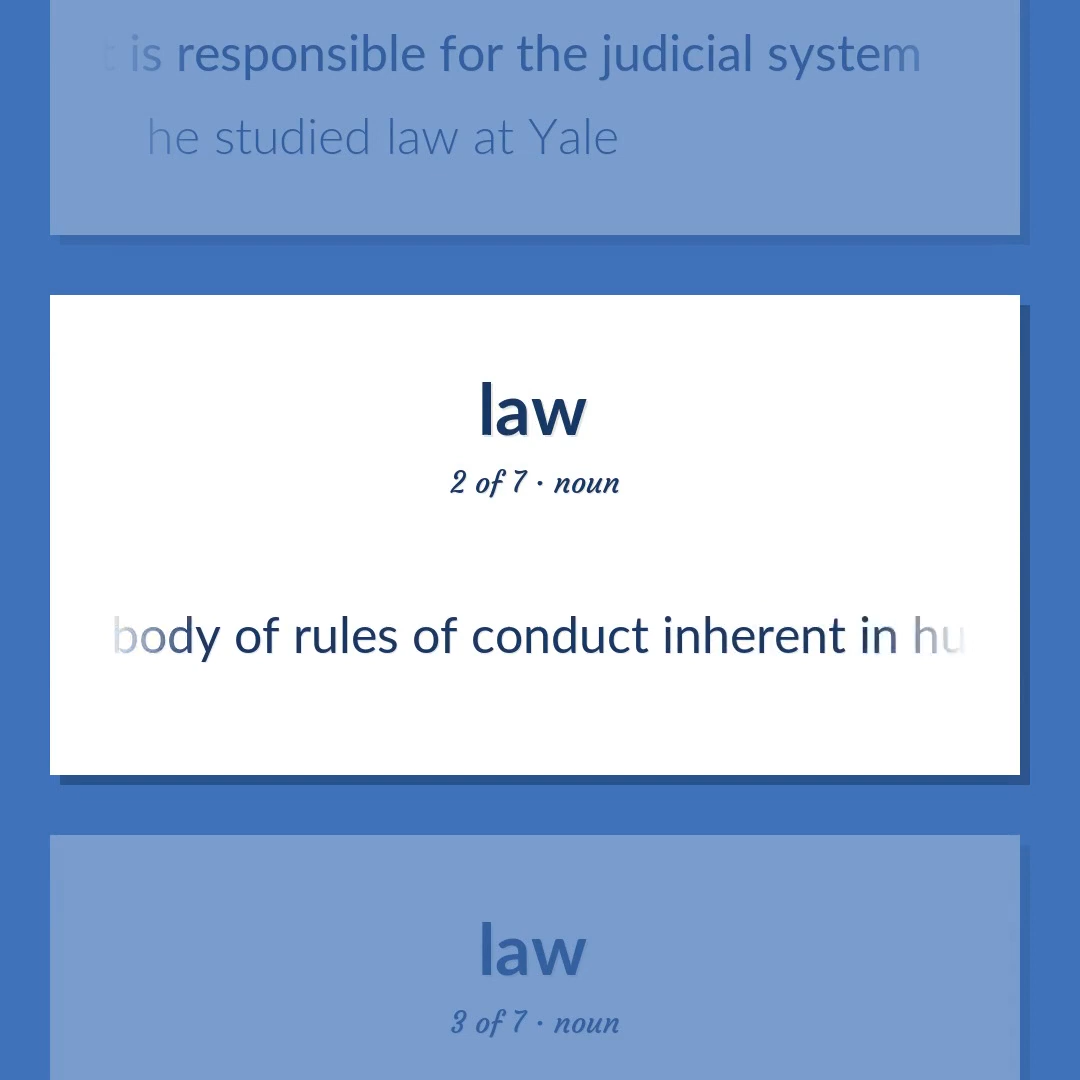 is responsible for the judicial system
he studied law at Yale
law
2 of 7 · noun
body of rules of conduct inherent in hu
law
3 of 7 · noun